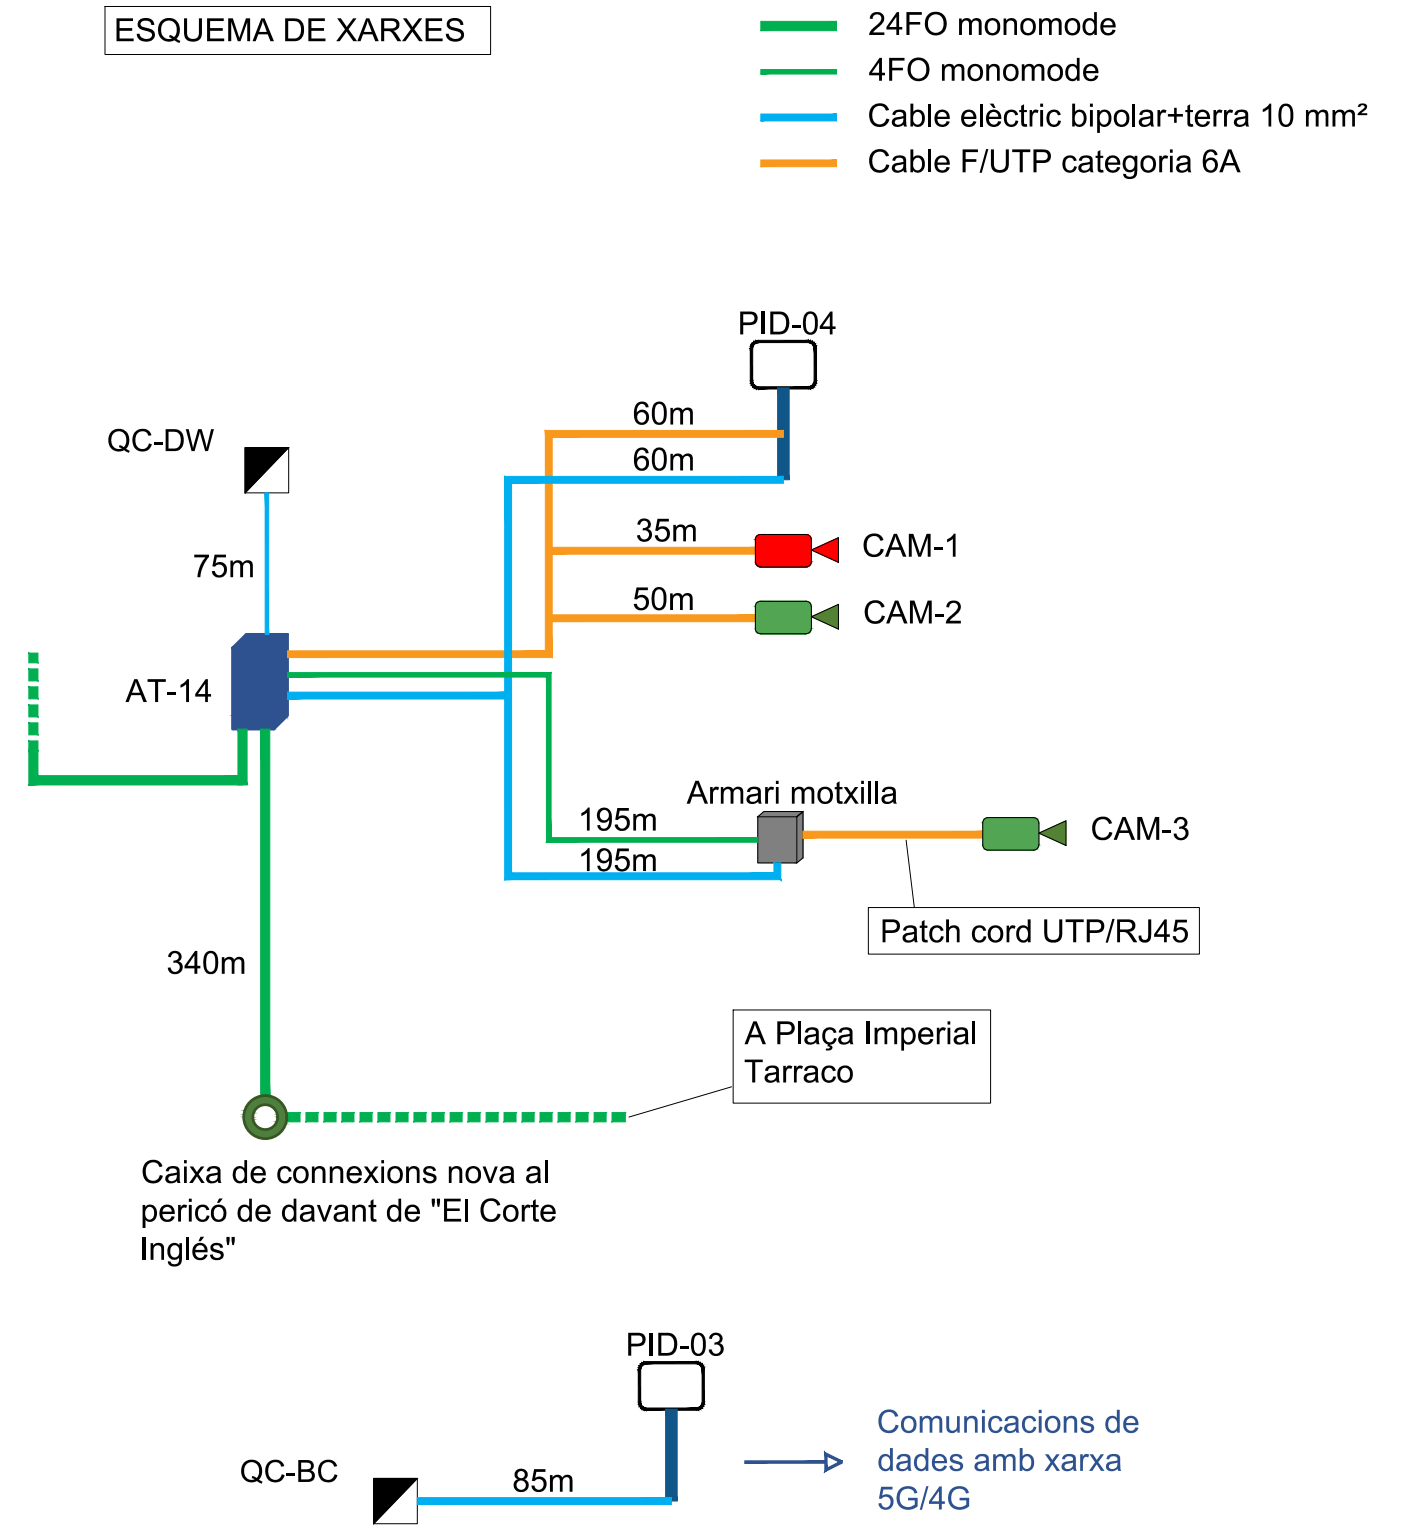 ESQUEMA DE XARXES
24FO monomode
4FO monomode
Cable elèctric bipolar+terra 10 mm²
Cable F/UTP categoria 6A
PID-04
60m
QC-DW
60m
35m
CAM-1
75m
50m
CAM-2
AT-14
Armari motxilla
195m
CAM-3
195m
Patch cord UTP/RJ45
340m
A Plaça Imperial
Tarraco
Caixa de connexions nova al
pericó de davant de "El Corte
Inglés"
PID-03
Comunicacions de
dades amb xarxa
5G/4G
QC-BC
85m